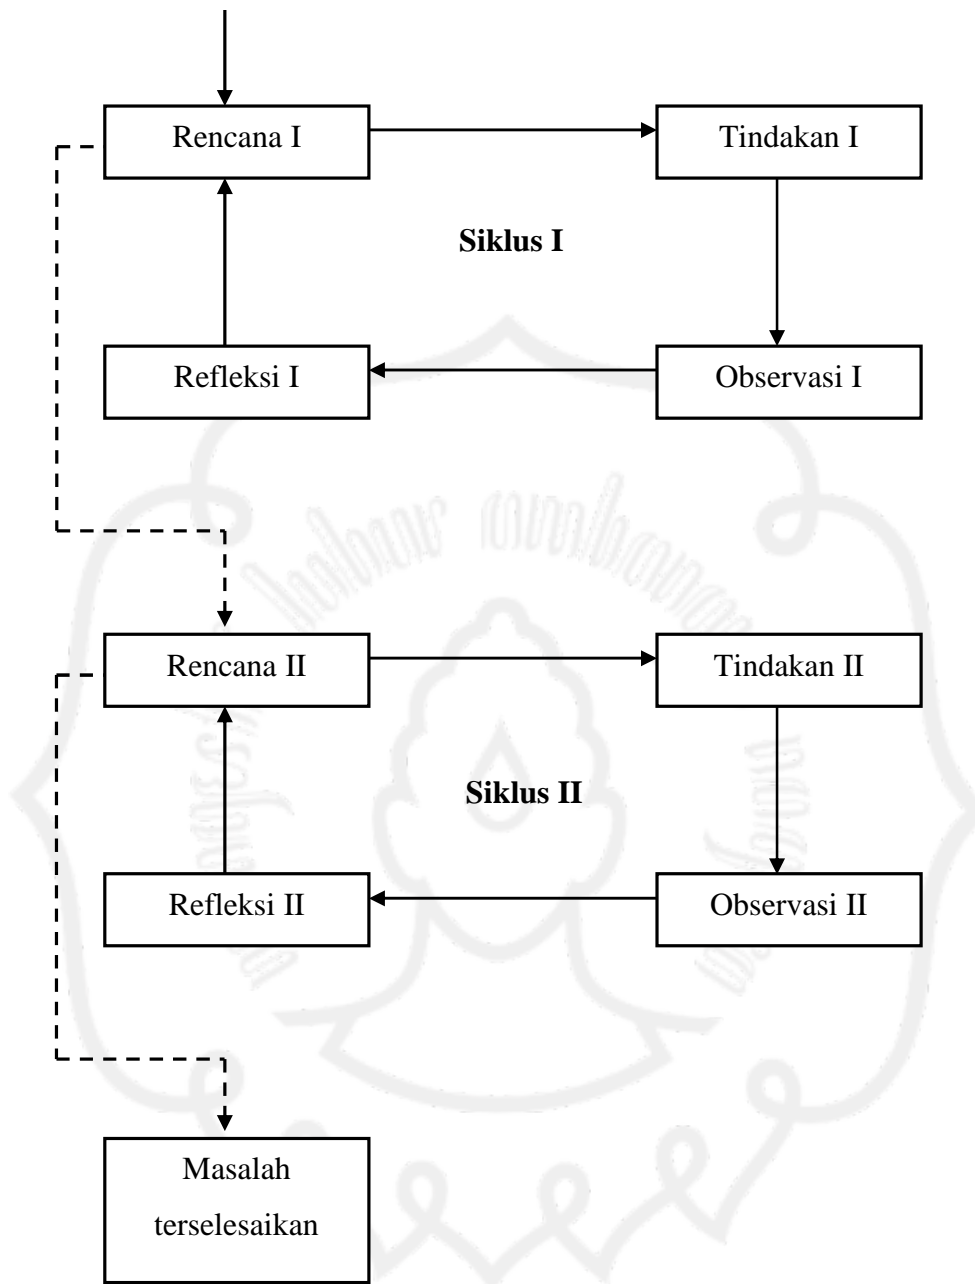 Rencana I
Tindakan I
Siklus I
Refleksi I
Observasi I
Rencana II
Tindakan II
Siklus II
Refleksi II
Observasi II
Masalah
terselesaikan